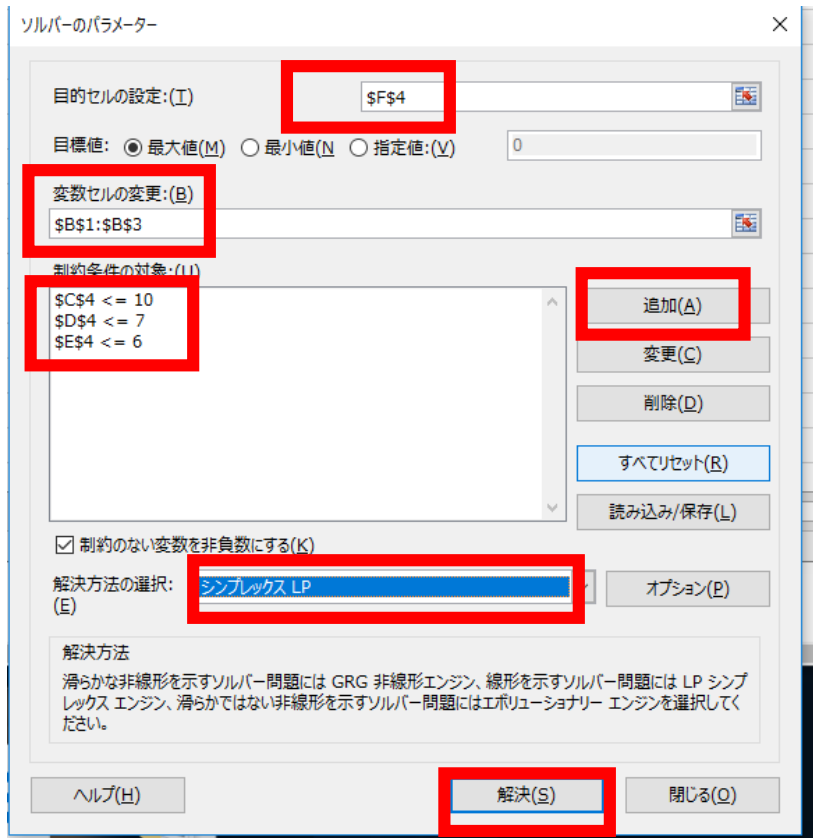 ソルバーのパラメーター
目的セルの設定:(T)
$F$4
目標値:
最大値(M)
最小値(N
指定値:(V)
0
変数セルの変更:(B)
$B$1:$B$3
制約条件の対象:(U)
$C$4 <= 10
$D$4 <= 7
$E$4 <= 6
追加(A)
変更(C)
削除(D)
すべてリセット(R)
読み込み/保存(L)
制約のない変数を非負数にする(K)
解決方法の選択:
(E)
シンプレックス LP
オプション(P)
解決方法
滑らかな非線形を示すソルバー問題には GRG 非線形エンジン、線形を示すソルバー問題には LP シンプ
レックス エンジン、滑らかではない非線形を示すソルバー問題にはエボリューショナリー エンジンを選択してく
ださい。
ヘルプ(H)
解決(S)
閉じる(O)